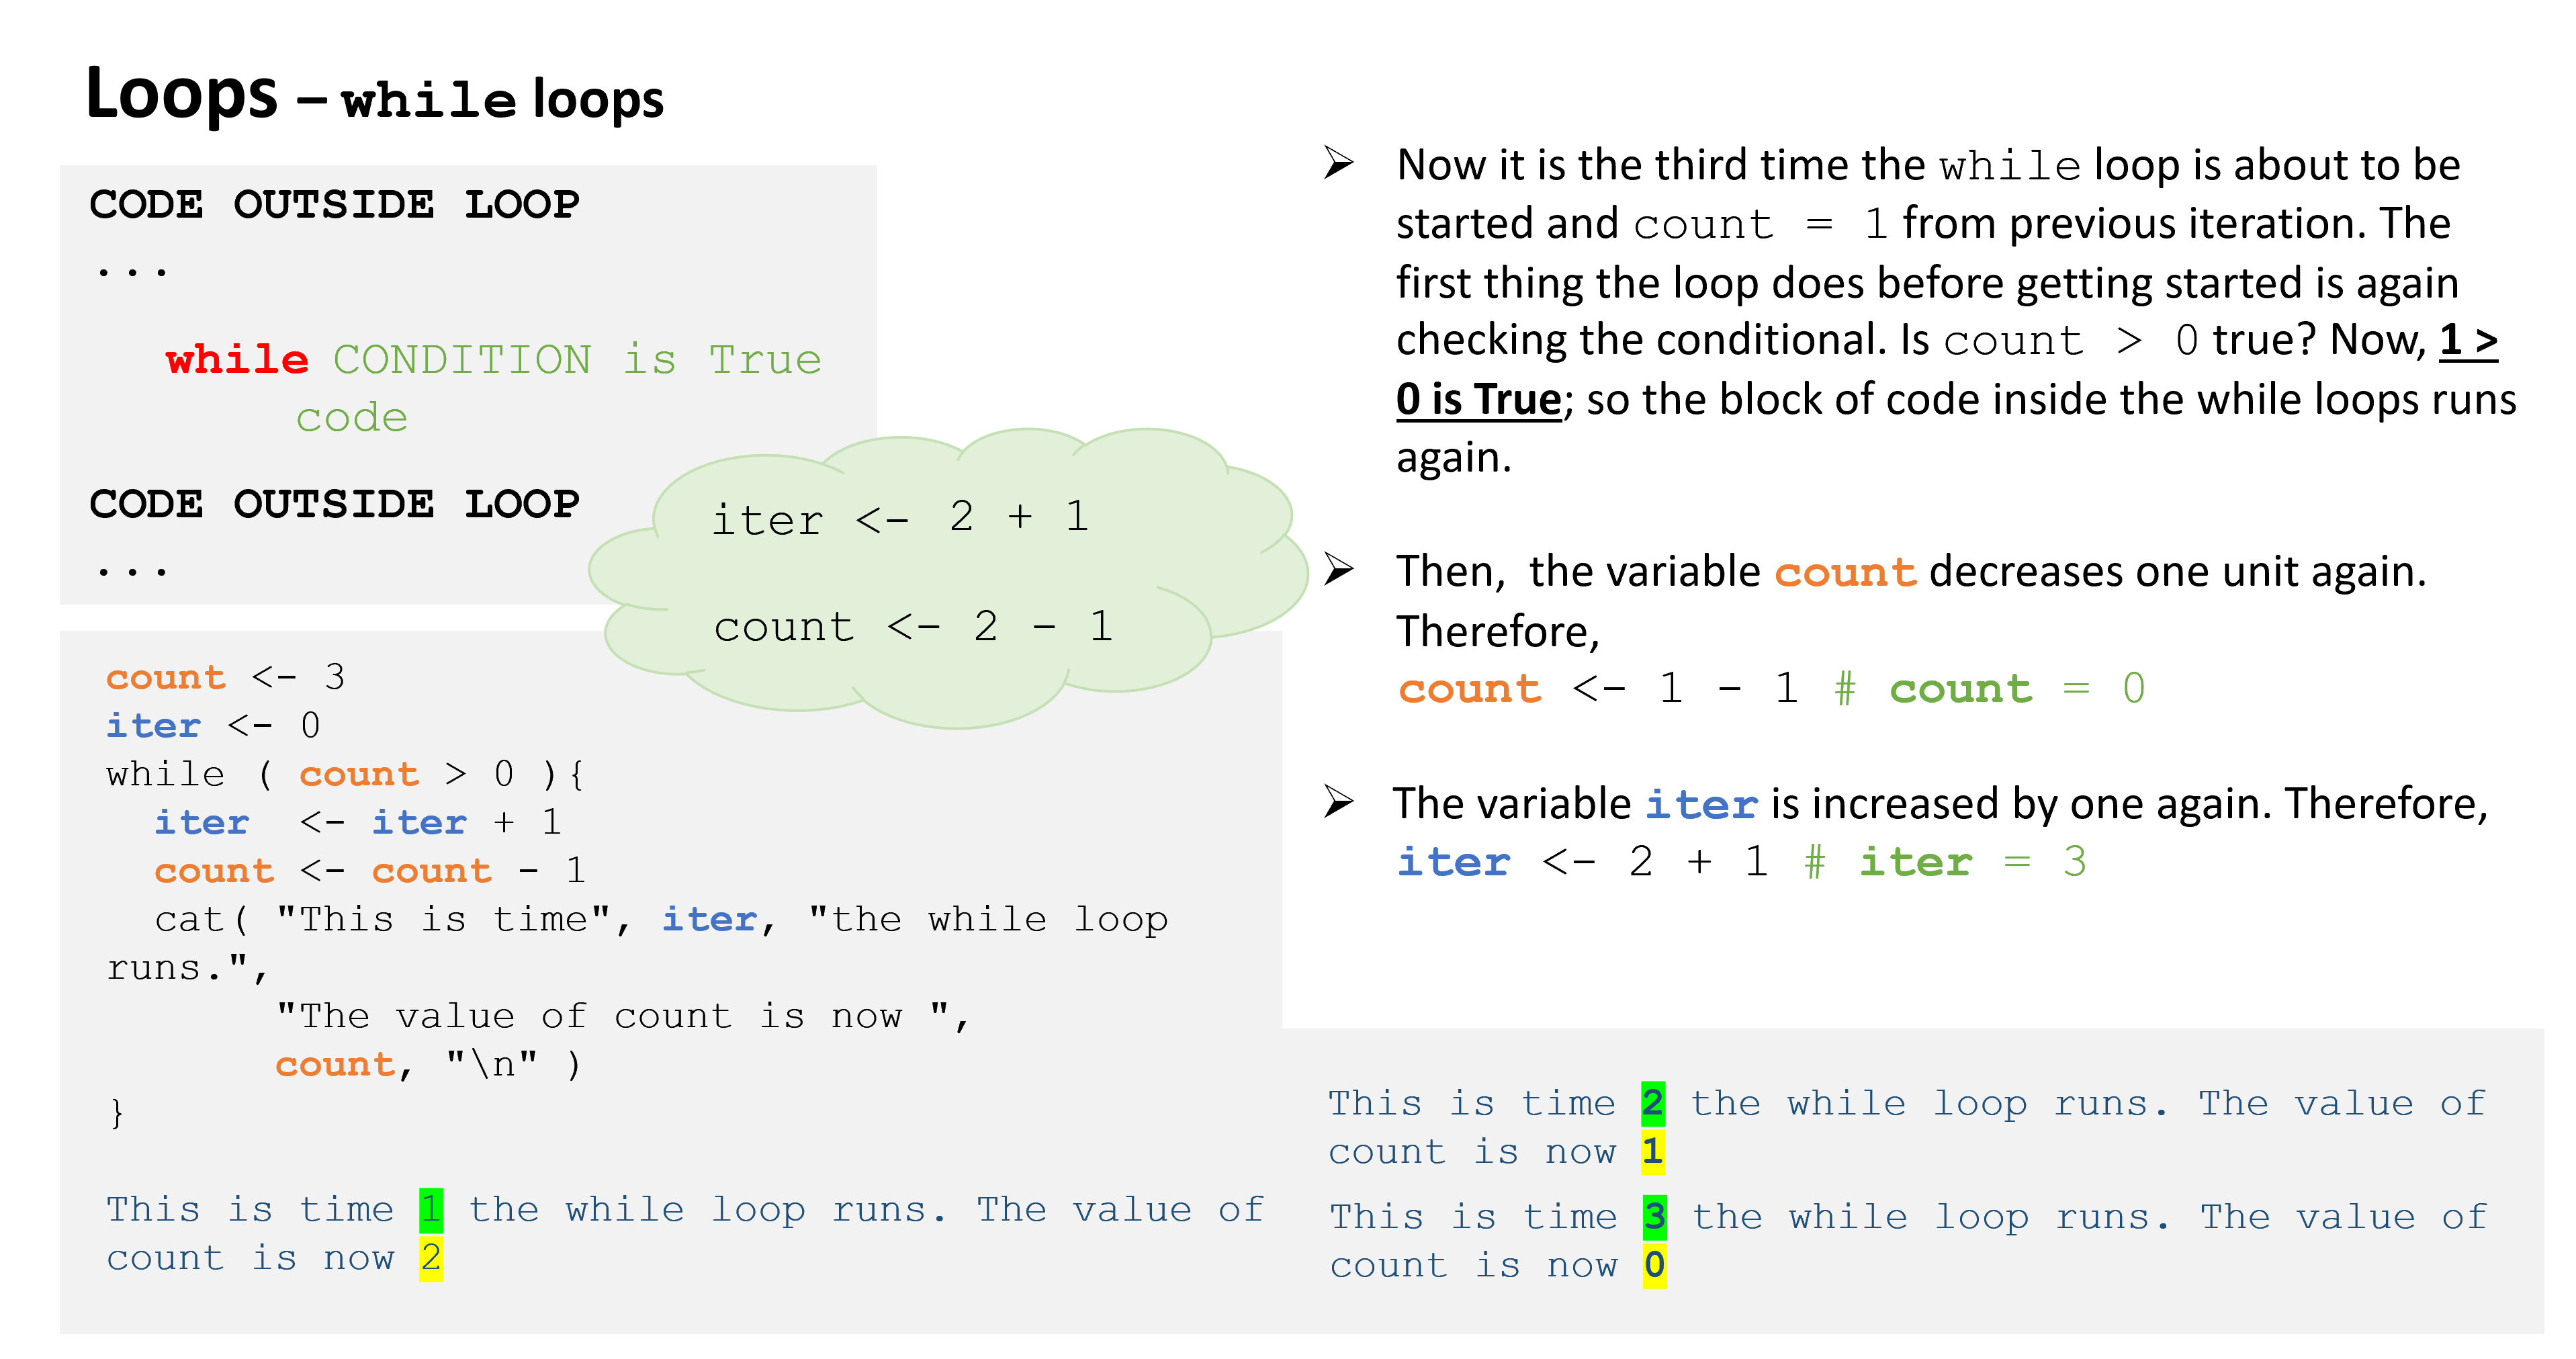 Loops – while loops
CODE OUTSIDE LOOP
...
while CONDITION is True
code
CODE OUTSIDE LOOP
...
iter <- 2 + 1
count <- 2 - 1
count <- 3
iter <- 0
while ( count > 0 ){
iter  <- iter + 1
count <- count - 1
cat( "This is time", iter, "the while loop
runs.",
"The value of count is now ",
count, "\n" )
}
This is time 1 the while loop runs. The value of
count is now 2
➢ Now it is the third time the while loop is about to be
started and count = 1 from previous iteration. The
first thing the loop does before getting started is again
checking the conditional. Is count > 0 true? Now, 1 >
0 is True; so the block of code inside the while loops runs
again.
➢ Then,  the variable count decreases one unit again.
Therefore,
count <- 1 - 1 # count = 0
➢ The variable iter is increased by one again. Therefore,
iter <- 2 + 1 # iter = 3
This is time 2 the while loop runs. The value of
count is now 1
This is time 3 the while loop runs. The value of
count is now 0